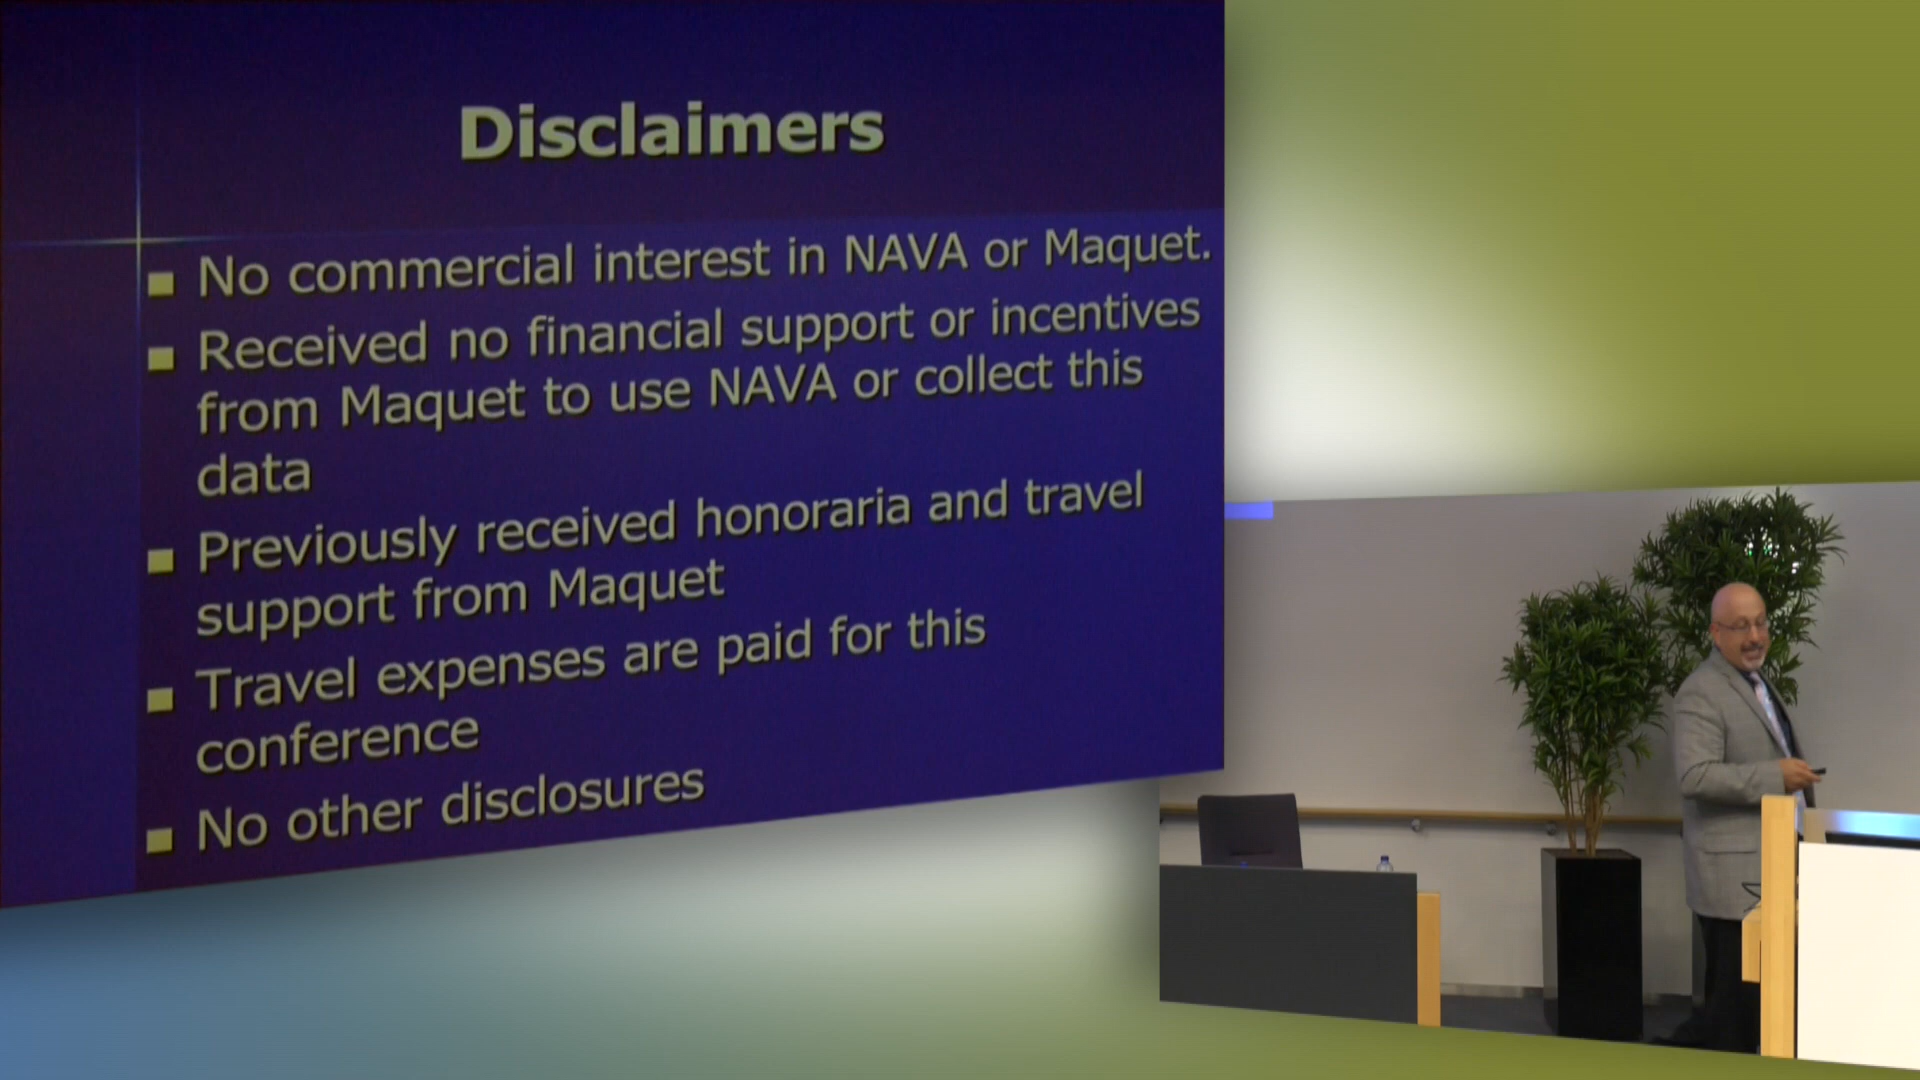 Disclaimers
No commercial interest in NAVA or Maquet.
Received no financial support or incentives
from Maquet to use NAVA or collect this
data
Previously received honoraria and travel
support from Maquet
Travel expenses are paid for this
conference
No other disclosures